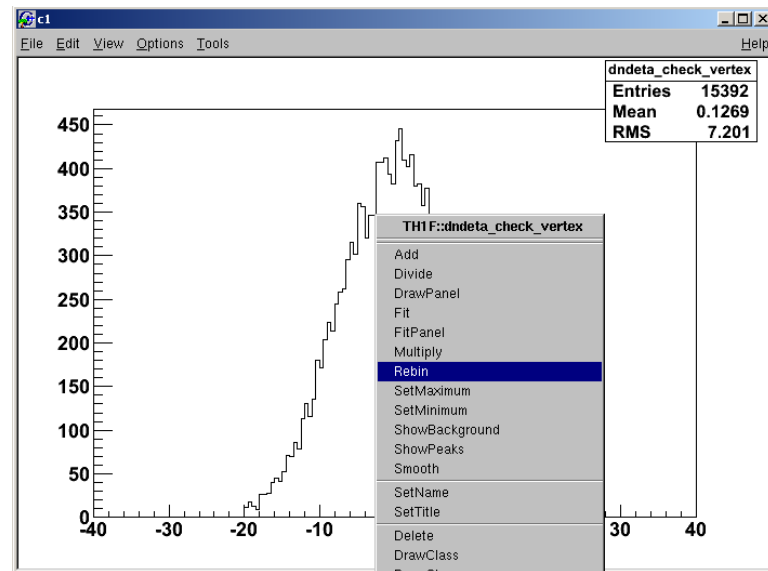 c1
File Edit View Options Tools Help
dndeta_check_vertex
Entries 15392
Mean 0.1269
RMS 7.201
450
400
350
300
250
200
150
100
50
0
-40 -30 -20 -10 30 40
TH1F::dndeta_check_vertex
Add
Divide
DrawPanel
Fit
FitPanel
Multiply
Rebin
SetMaximum
SetMinimum
ShowBackground
ShowPeaks
Smooth
SetName
SetTitle
Delete
DrawClass